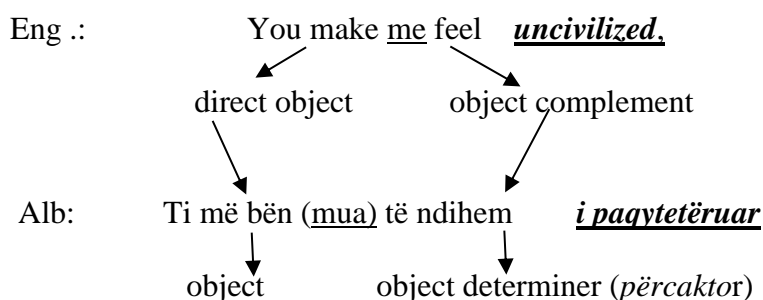 Eng .: You make me feel uncivilized,
direct object object complement
Alb: Ti më bën (mua) të ndihem i paqytetëruar
object object determiner (përcaktor)